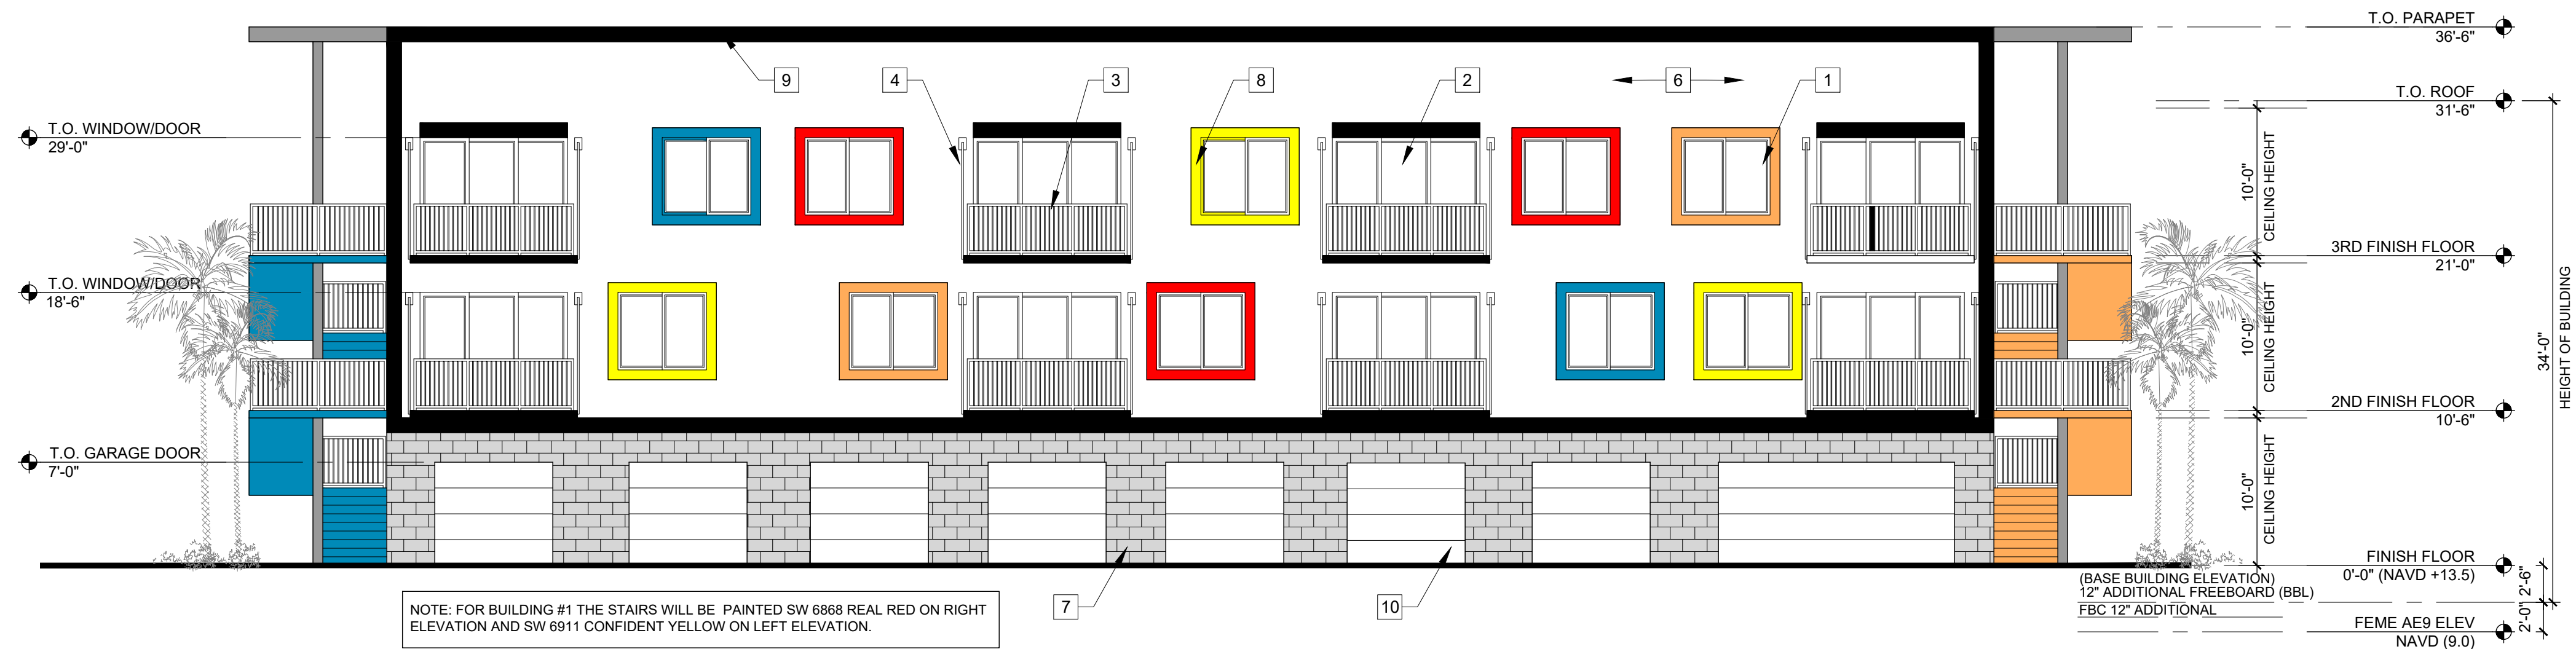 T.O. PARAPET
36'-6"
9
4
3
8
2
6
1
T.O. ROOF
31'-6"
T.O. WINDOW/DOOR
29'-0"
10'-0"
CEILING HEIGHT
3RD FINISH FLOOR
21'-0"
T.O. WINDOW/DOOR
18'-6"
10'-0"
CEILING HEIGHT
34'-0"
HEIGHT OF BUILDING
2ND FINISH FLOOR
10'-6"
T.O. GARAGE DOOR
7'-0"
10'-0"
CEILING HEIGHT
FINISH FLOOR
0'-0" (NAVD +13.5)
(BASE BUILDING ELEVATION)
12" ADDITIONAL FREEBOARD (BBL)
FBC 12" ADDITIONAL
2'-6"
2'-0"
FEME AE9 ELEV
NAVD (9.0)
7
10
NOTE: FOR BUILDING #1 THE STAIRS WILL BE PAINTED SW 6868 REAL RED ON RIGHT
ELEVATION AND SW 6911 CONFIDENT YELLOW ON LEFT ELEVATION.